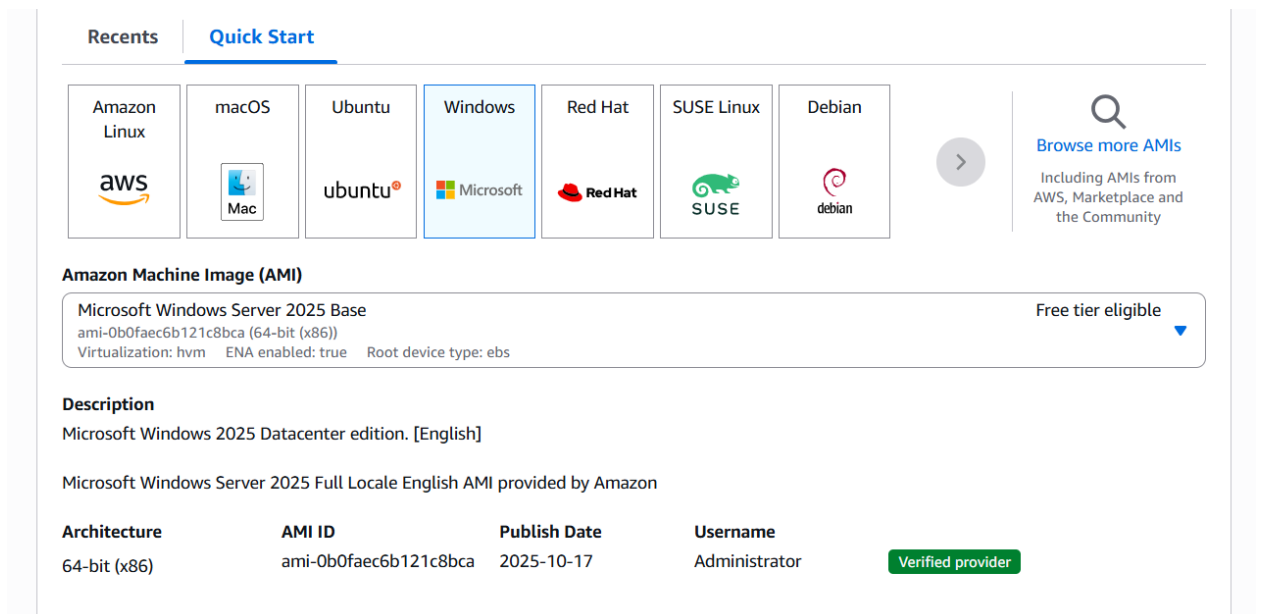 Recents
Quick Start
Amazon
Linux
aws
macOS
Mac
Ubuntu
ubuntu
Windows
Microsoft
Red Hat
Red Hat
SUSE Linux
SUSE
Debian
debian
Browse more AMIs
Including AMIs from
AWS, Marketplace and
the Community
Amazon Machine Image (AMI)
Microsoft Windows Server 2025 Base
Free tier eligible
ami-0b0faec6b121c8bca (64-bit (x86))
Virtualization: hvm ENA enabled: true Root device type: ebs
Description
Microsoft Windows 2025 Datacenter edition. [English]
Microsoft Windows Server 2025 Full Locale English AMI provided by Amazon
Architecture AMI ID Publish Date Username
64-bit (x86) ami-0b0faec6b121c8bca 2025-10-17 Administrator Verified provider